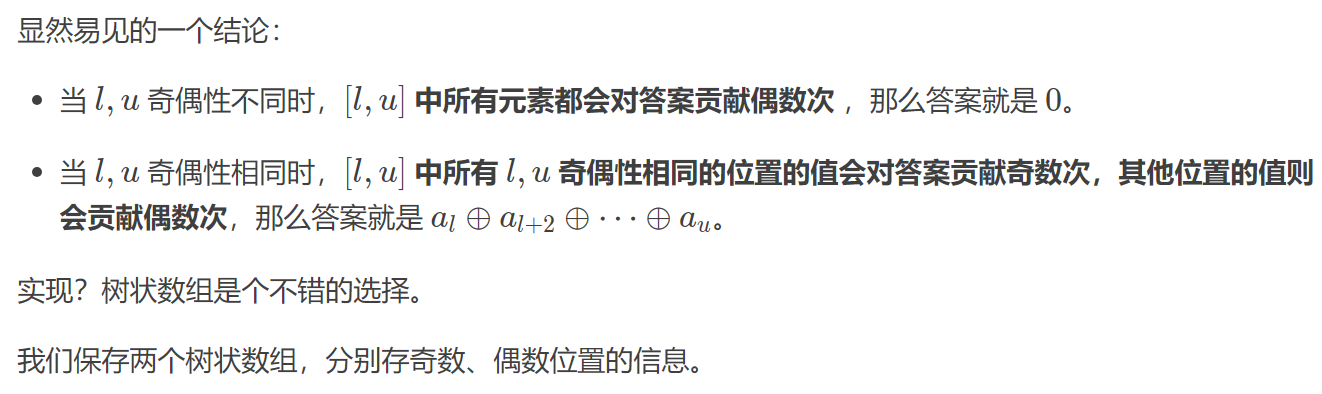 显然易见的一个结论：
• 当 l, u 奇偶性不同时，[l, u] 中所有元素都会对答案贡献偶数次 ，那么答案就是 0。
• 当 l, u 奇偶性相同时，[l, u] 中所有 l, u 奇偶性相同的位置的值会对答案贡献奇数次，其他位置的值则
会贡献偶数次，那么答案就是 a_l ⊕ a_{l+2} ⊕ ⋯ ⊕ a_u。
实现？树状数组是个不错的选择。
我们保存两个树状数组，分别存奇数、偶数位置的信息。